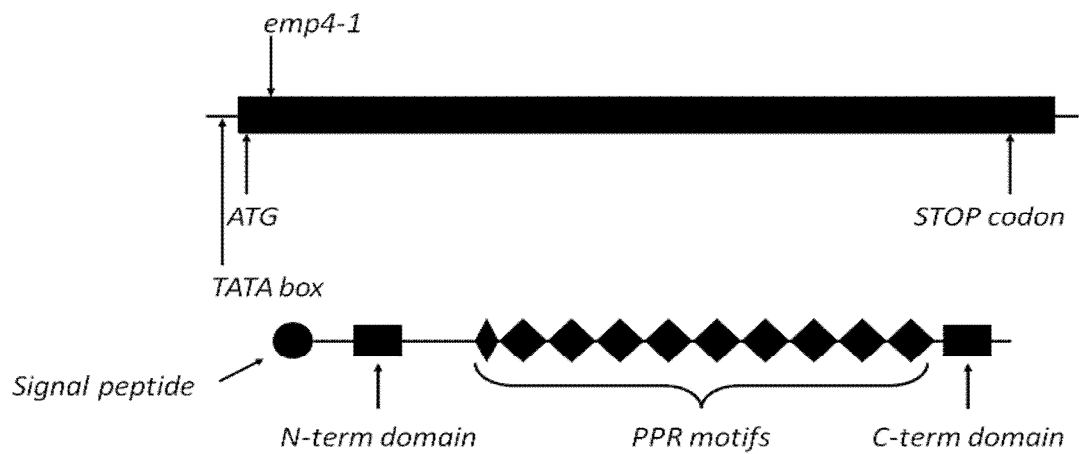 emp4-1
ATG
STOP codon
TATA box
Signal peptide
N-term domain
PPR motifs
C-term domain